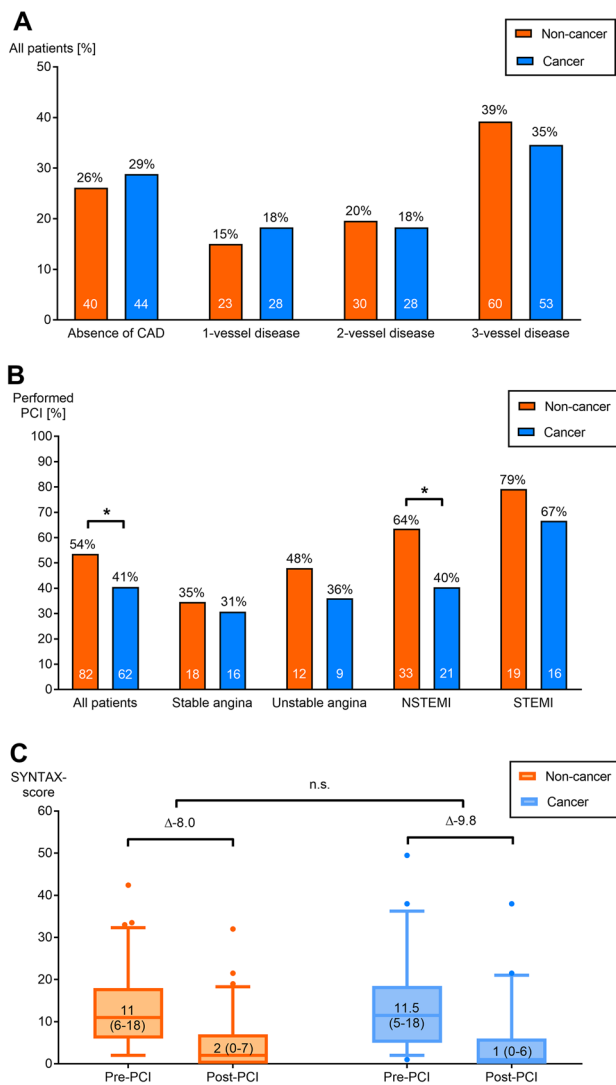 A
All patients [%]
Non-cancer
Cancer
50
40
30
20
10
0
26%
29%
15%
18%
20%
18%
39%
35%
40
44
23
28
30
28
60
53
Absence of CAD
1-vessel disease
2-vessel disease
3-vessel disease
B
Performed
PCI [%]
Non-cancer
Cancer
100
90
80
70
60
50
40
30
20
10
0
*
*
54%
41%
35%
31%
48%
36%
64%
40%
79%
67%
82
62
18
16
12
9
33
21
19
16
All patients
Stable angina
Unstable angina
NSTEMI
STEMI
C
SYNTAX-
score
Non-cancer
Cancer
n.s.
Δ-8.0
Δ-9.8
60
50
40
30
20
10
0
11
(6-18)
2 (0-7)
11.5
(5-18)
1 (0-6)
Pre-PCI
Post-PCI
Pre-PCI
Post-PCI